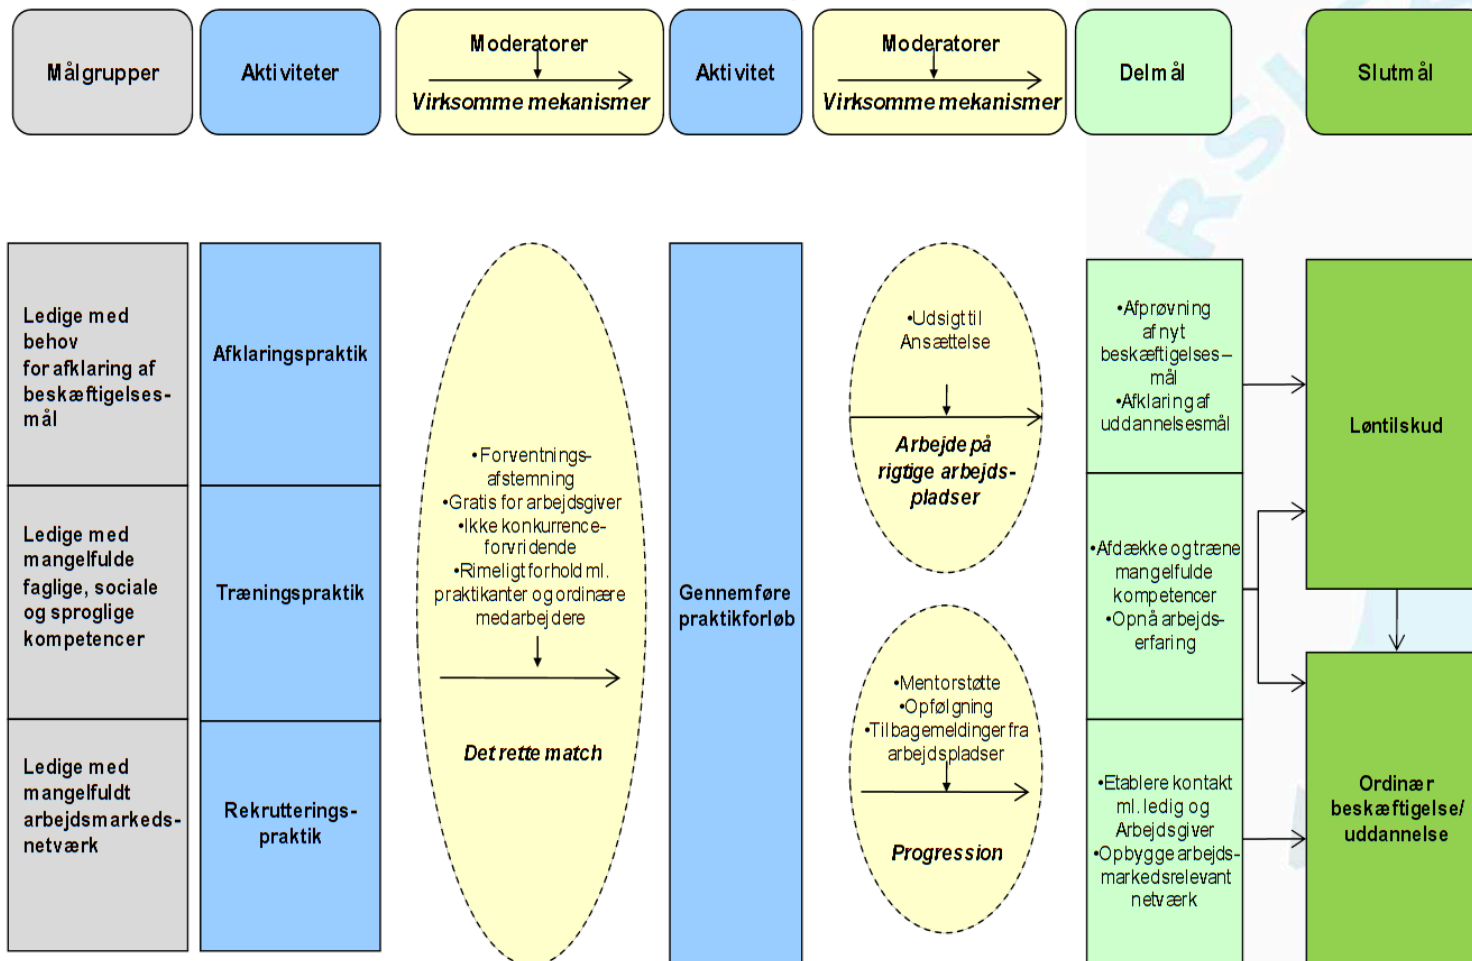 Målgrupper
Aktiviteter
Moderatorer
Virksomme mekanismer
Aktivitet
Moderatorer
Virksomme mekanismer
Delmål
Slutmål
Ledige med
behov
for afklaring af
beskæftigelses-
mål
Ledige med
mangelfulde
faglige, sociale
og sproglige
kompetencer
Ledige med
mangelfuldt
arbejdsmarkeds-
netværk
Afklaringspraktik
Træningspraktik
Rekrutterings-
praktik
•Forventnings-
afstemning
•Gratis for arbejdsgiver
•Ikke konkurrence-
forvridende
•Rimeligt forhold ml.
praktikanter og ordinære
medarbejdere
Det rette match
Gennemføre
praktikforløb
•Udsigt til
Ansættelse
Arbejde på
rigtige arbejds-
pladser
•Mentorstøtte
•Opfølgning
•Tilbagemeldinger fra
arbejdspladser
Progression
•Afprøvning
af nyt
beskæftigelses–
mål
•Afklaring af
uddannelsesmål
•Afdække og træne
mangelfulde
kompetencer
•Opnå arbejds-
erfaring
•Etablere kontakt
ml. ledig og
Arbejdsgiver
•Opbygge arbejds-
markedsrelevant
netværk
Løntilskud
Ordinær
beskæftigelse/
uddannelse